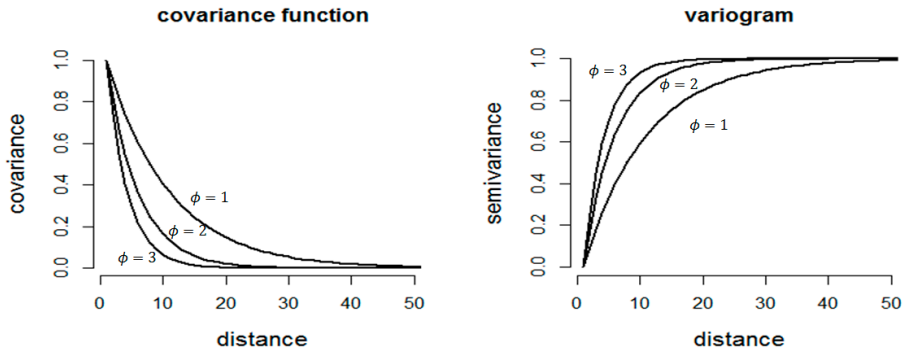 covariance function
covariance
1.0
0.8
0.6
0.4
0.2
0.0
ϕ = 1
ϕ = 2
ϕ = 3
0 10 20 30 40 50
distance
variogram
semivariance
1.0
0.8
0.6
0.4
0.2
0.0
ϕ = 3
ϕ = 2
ϕ = 1
0 10 20 30 40 50
distance